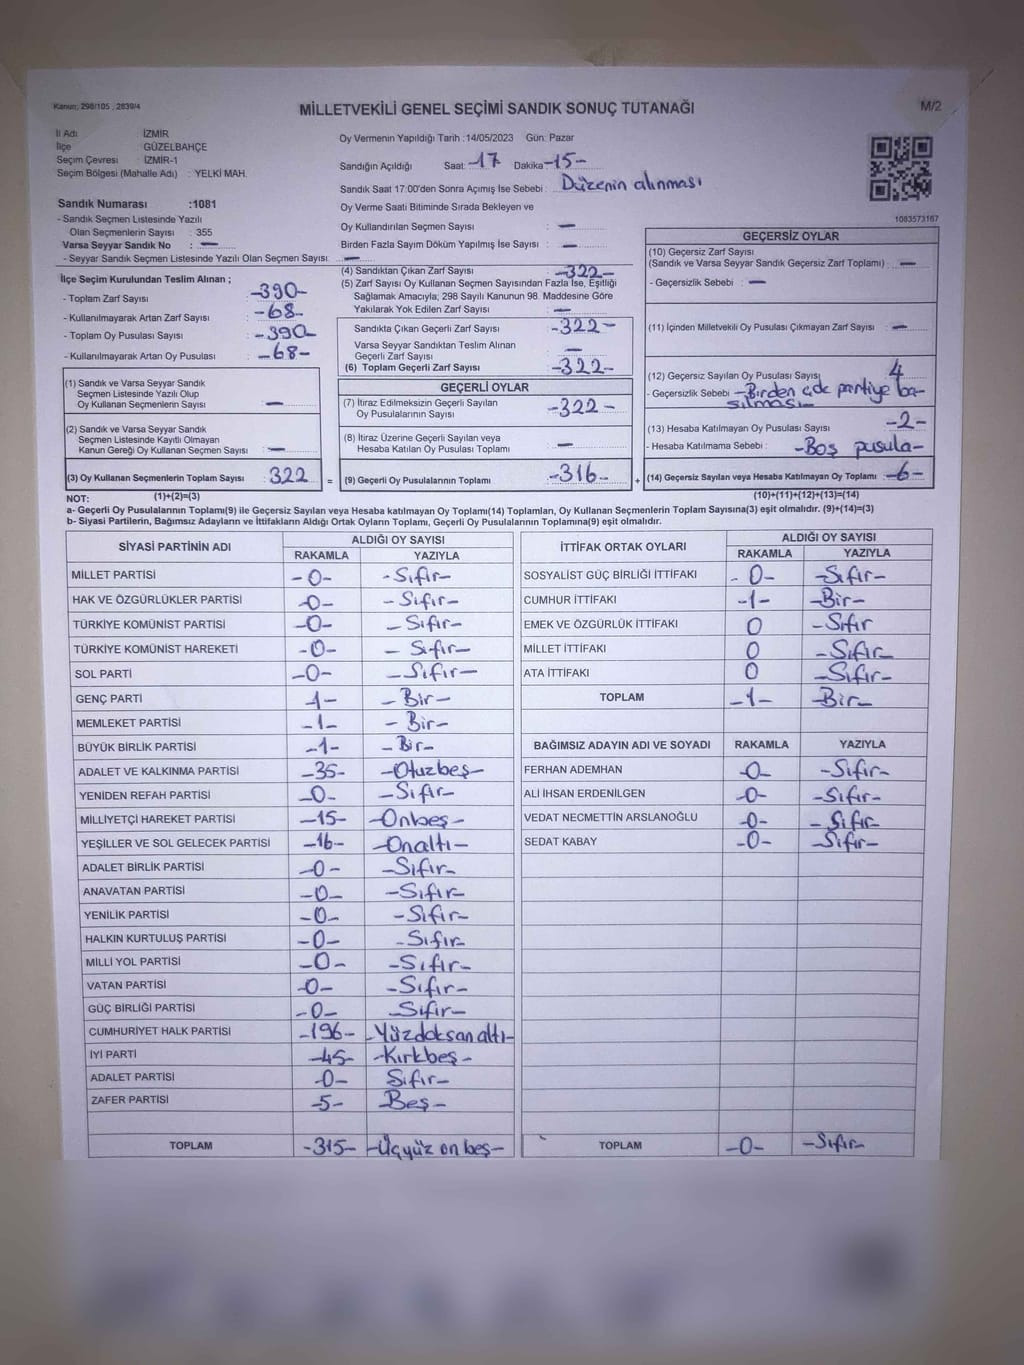 Kanun; 298/105 , 2839/4
MİLLETVEKİLİ GENEL SEÇİMİ SANDIK SONUÇ TUTANAĞI
M/2
İl Adı İZMİR
İlçe GÜZELBAHÇE
Seçim Çevresi : İZMİR-1
Seçim Bölgesi (Mahalle Adı) : YELKİ MAH.
Oy Vermenin Yapıldığı Tarih : 14/05/2023 Gün: Pazar
Sandığın Açıldığı Saat: -17 Dakika -15-
Sandık Saat 17:00'den Sonra Açımış İse Sebebi : Düzenin alınması
Sandık Numarası :1081
- Sandık Seçmen Listesinde Yazılı
Olan Seçmenlerin Sayısı : 355
Varsa Seyyar Sandık No : —
- Seyyar Sandık Seçmen Listesinde Yazılı Olan Seçmen Sayısı: —
Oy Verme Saati Bitiminde Sırada Bekleyen ve
Oy Kullandırılan Seçmen Sayısı : —
Birden Fazla Sayım Döküm Yapılmış İse Sayısı : —
1083573167
İlçe Seçim Kurulundan Teslim Alınan ;
- Toplam Zarf Sayısı : -390-
- Kullanılmayarak Artan Zarf Sayısı : -68-
- Toplam Oy Pusulası : -390-
- Kullanılmayarak Artan Oy Pusulası : -68-
(4) Sandıktan Çıkan Zarf Sayısı : -322-
(5) Zarf Sayısı Oy Kullanan Seçmen Sayısından Fazla İse, Eşitliği
Sağlamak Amacıyla; 298 Sayılı Kanunun 98. Maddesine Göre
Yakılarak Yok Edilen Zarf Sayısı : —
Sandıkta Çıkan Geçerli Zarf Sayısı : -322-
Varsa Seyyar Sandıktan Teslim Alınan
Geçerli Zarf Sayısı : —
(6) Toplam Geçerli Zarf Sayısı : -322-
GEÇERSİZ OYLAR
(10) Geçersiz Zarf Sayısı
(Sandık ve Varsa Seyyar Sandık Geçersiz Zarf Toplamı) : —
- Geçersizlik Sebebi : —
(11) İçinden Milletvekili Oy Pusulası Çıkmayan Zarf Sayısı : —
(12) Geçersiz Sayılan Oy Pusulası Sayısı : 4
- Geçersizlik Sebebi -Birden çok partiye ba-
sılması-
(13) Hesaba Katılmayan Oy Pusulası Sayısı : -2-
- Hesaba Katılmama Sebebi : -Boş pusula-
(1) Sandık ve Varsa Seyyar Sandık
Seçmen Listesinde Yazılı Olup
Oy Kullanan Seçmenlerin Sayısı : —
(2) Sandık ve Varsa Seyyar Sandık
Seçmen Listesinde Kayıtlı Olmayan
Kanun Gereği Oy Kullanan Seçmen Sayısı : —
GEÇERLİ OYLAR
(7) İtiraz Edilmeksizin Geçerli Sayılan
Oy Pusulalarının Sayısı : -322-
(8) İtiraz Üzerine Geçerli Sayılan veya
Hesaba Katılan Oy Pusulası Toplamı : —
(3) Oy Kullanan Seçmenlerin Toplam Sayısı : 322 = (9) Geçerli Oy Pusulalarının Toplamı : -316- + (14) Geçersiz Sayılan veya Hesaba Katılmayan Oy Toplamı : -6-
NOT: (1)+(2)=(3) (10)+(11)+(12)+(13)=(14)
a- Geçerli Oy Pusulalarının Toplamı(9) ile Geçersiz Sayılan veya Hesaba katılmayan Oy Toplamı(14) Toplamları, Oy Kullanan Seçmenlerin Toplam Sayısına(3) eşit olmalıdır. (9)+(14)=(3)
b- Siyasi Partilerin, Bağımsız Adayların ve İttifakların Aldığı Ortak Oyların Toplamı, Geçerli Oy Pusulalarının Toplamına(9) eşit olmalıdır.
SİYASİ PARTİNİN ADI ALDIĞI OY SAYISI
RAKAMLA YAZIYLA
MİLLET PARTİSİ -0- -Sıfır-
HAK VE ÖZGÜRLÜKLER PARTİSİ -0- -Sıfır-
TÜRKİYE KOMÜNİST PARTİSİ -0- -Sıfır-
TÜRKİYE KOMÜNİST HAREKETİ -0- -Sıfır-
SOL PARTİ -0- -Sıfır-
GENÇ PARTİ -1- -Bir-
MEMLEKET PARTİSİ -1- -Bir-
BÜYÜK BİRLİK PARTİSİ -1- -Bir-
ADALET VE KALKINMA PARTİSİ -35- -Otuzbeş-
YENİDEN REFAH PARTİSİ -0- -Sıfır-
MİLLİYETÇİ HAREKET PARTİSİ -15- -Onbeş-
YEŞİLLER VE SOL GELECEK PARTİSİ -16- -Onaltı-
ADALET BİRLİK PARTİSİ -0- -Sıfır-
ANAVATAN PARTİSİ -0- -Sıfır-
YENİLİK PARTİSİ -0- -Sıfır-
HALKIN KURTULUŞ PARTİSİ -0- -Sıfır-
MİLLİ YOL PARTİSİ -0- -Sıfır-
VATAN PARTİSİ -0- -Sıfır-
GÜÇ BİRLİĞİ PARTİSİ -0- -Sıfır-
CUMHURİYET HALK PARTİSİ -196- -Yüzdoksanaltı-
İYİ PARTİ -45- -Kırkbeş-
ADALET PARTİSİ -0- Sıfır-
ZAFER PARTİSİ -5- -Beş-
TOPLAM -315- -Üçyüz on beş-
İTTİFAK ORTAK OYLARI ALDIĞI OY SAYISI
RAKAMLA YAZIYLA
SOSYALİST GÜÇ BİRLİĞİ İTTİFAKI -0- -Sıfır-
CUMHUR İTTİFAKI -1- -Bir-
EMEK VE ÖZGÜRLÜK İTTİFAKI 0 -Sıfır
MİLLET İTTİFAKI 0 -Sıfır-
ATA İTTİFAKI 0 -Sıfır-
TOPLAM -1- -Bir-
BAĞIMSIZ ADAYIN ADI VE SOYADI RAKAMLA YAZIYLA
FERHAN ADEMHAN -0- -Sıfır-
ALİ İHSAN ERDENİLGEN -0- -Sıfır-
VEDAT NECMETTİN ARSLANOĞLU -0- -Sıfır-
SEDAT KABAY -0- -Sıfır-
TOPLAM -0- -Sıfır-